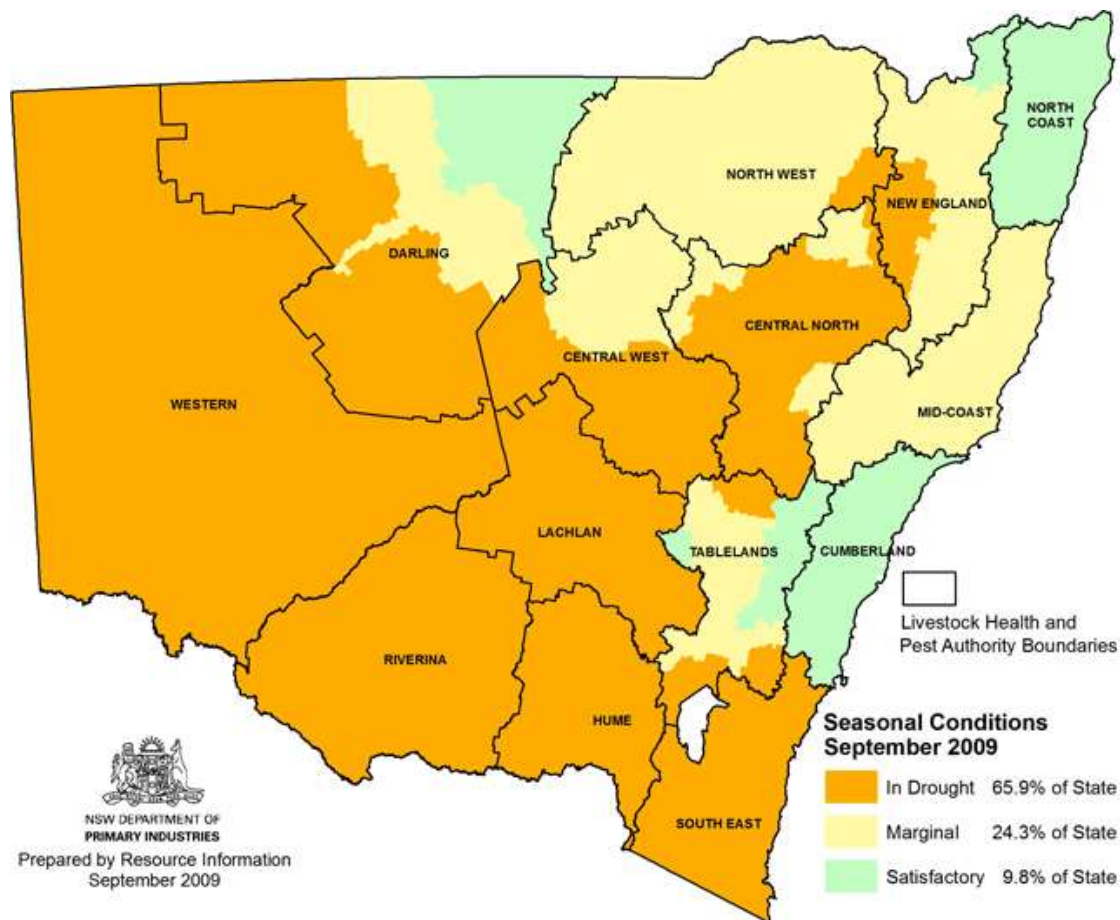 NORTH
COAST
NORTH WEST
NEW ENGLAND
DARLING
CENTRAL NORTH
CENTRAL WEST
WESTERN
MID-COAST
LACHLAN
TABLELANDS
CUMBERLAND
Livestock Health and
Pest Authority Boundaries
RIVERINA
HUME
SOUTH EAST
Seasonal Conditions
September 2009
In Drought 65.9% of State
Marginal 24.3% of State
Satisfactory 9.8% of State
NSW DEPARTMENT OF
PRIMARY INDUSTRIES
Prepared by Resource Information
September 2009